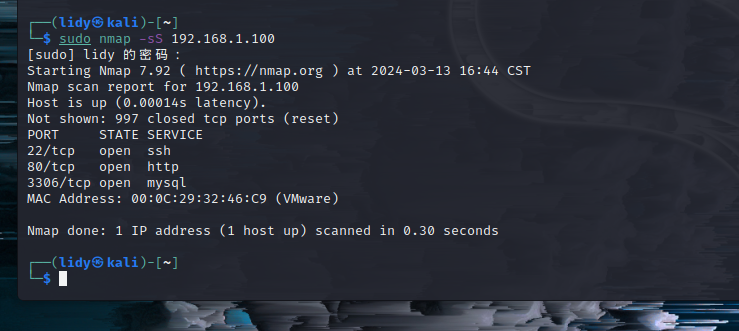 ┌──(lidy㉿kali)-[~]
└─$ sudo nmap -sS 192.168.1.100
[sudo] lidy 的密码：
Starting Nmap 7.92 ( https://nmap.org ) at 2024-03-13 16:44 CST
Nmap scan report for 192.168.1.100
Host is up (0.00014s latency).
Not shown: 997 closed tcp ports (reset)
PORT     STATE SERVICE
22/tcp   open  ssh
80/tcp   open  http
3306/tcp open  mysql
MAC Address: 00:0C:29:32:46:C9 (VMware)

Nmap done: 1 IP address (1 host up) scanned in 0.30 seconds

┌──(lidy㉿kali)-[~]
└─$